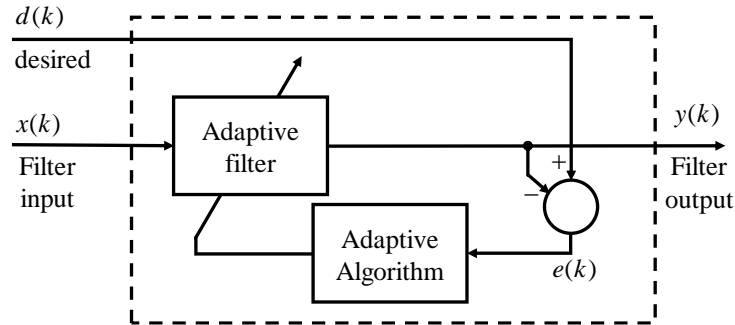 d(k)
desired
x(k)
Filter
input
Adaptive
filter
y(k)
Filter
output
+
−
Adaptive
Algorithm
e(k)